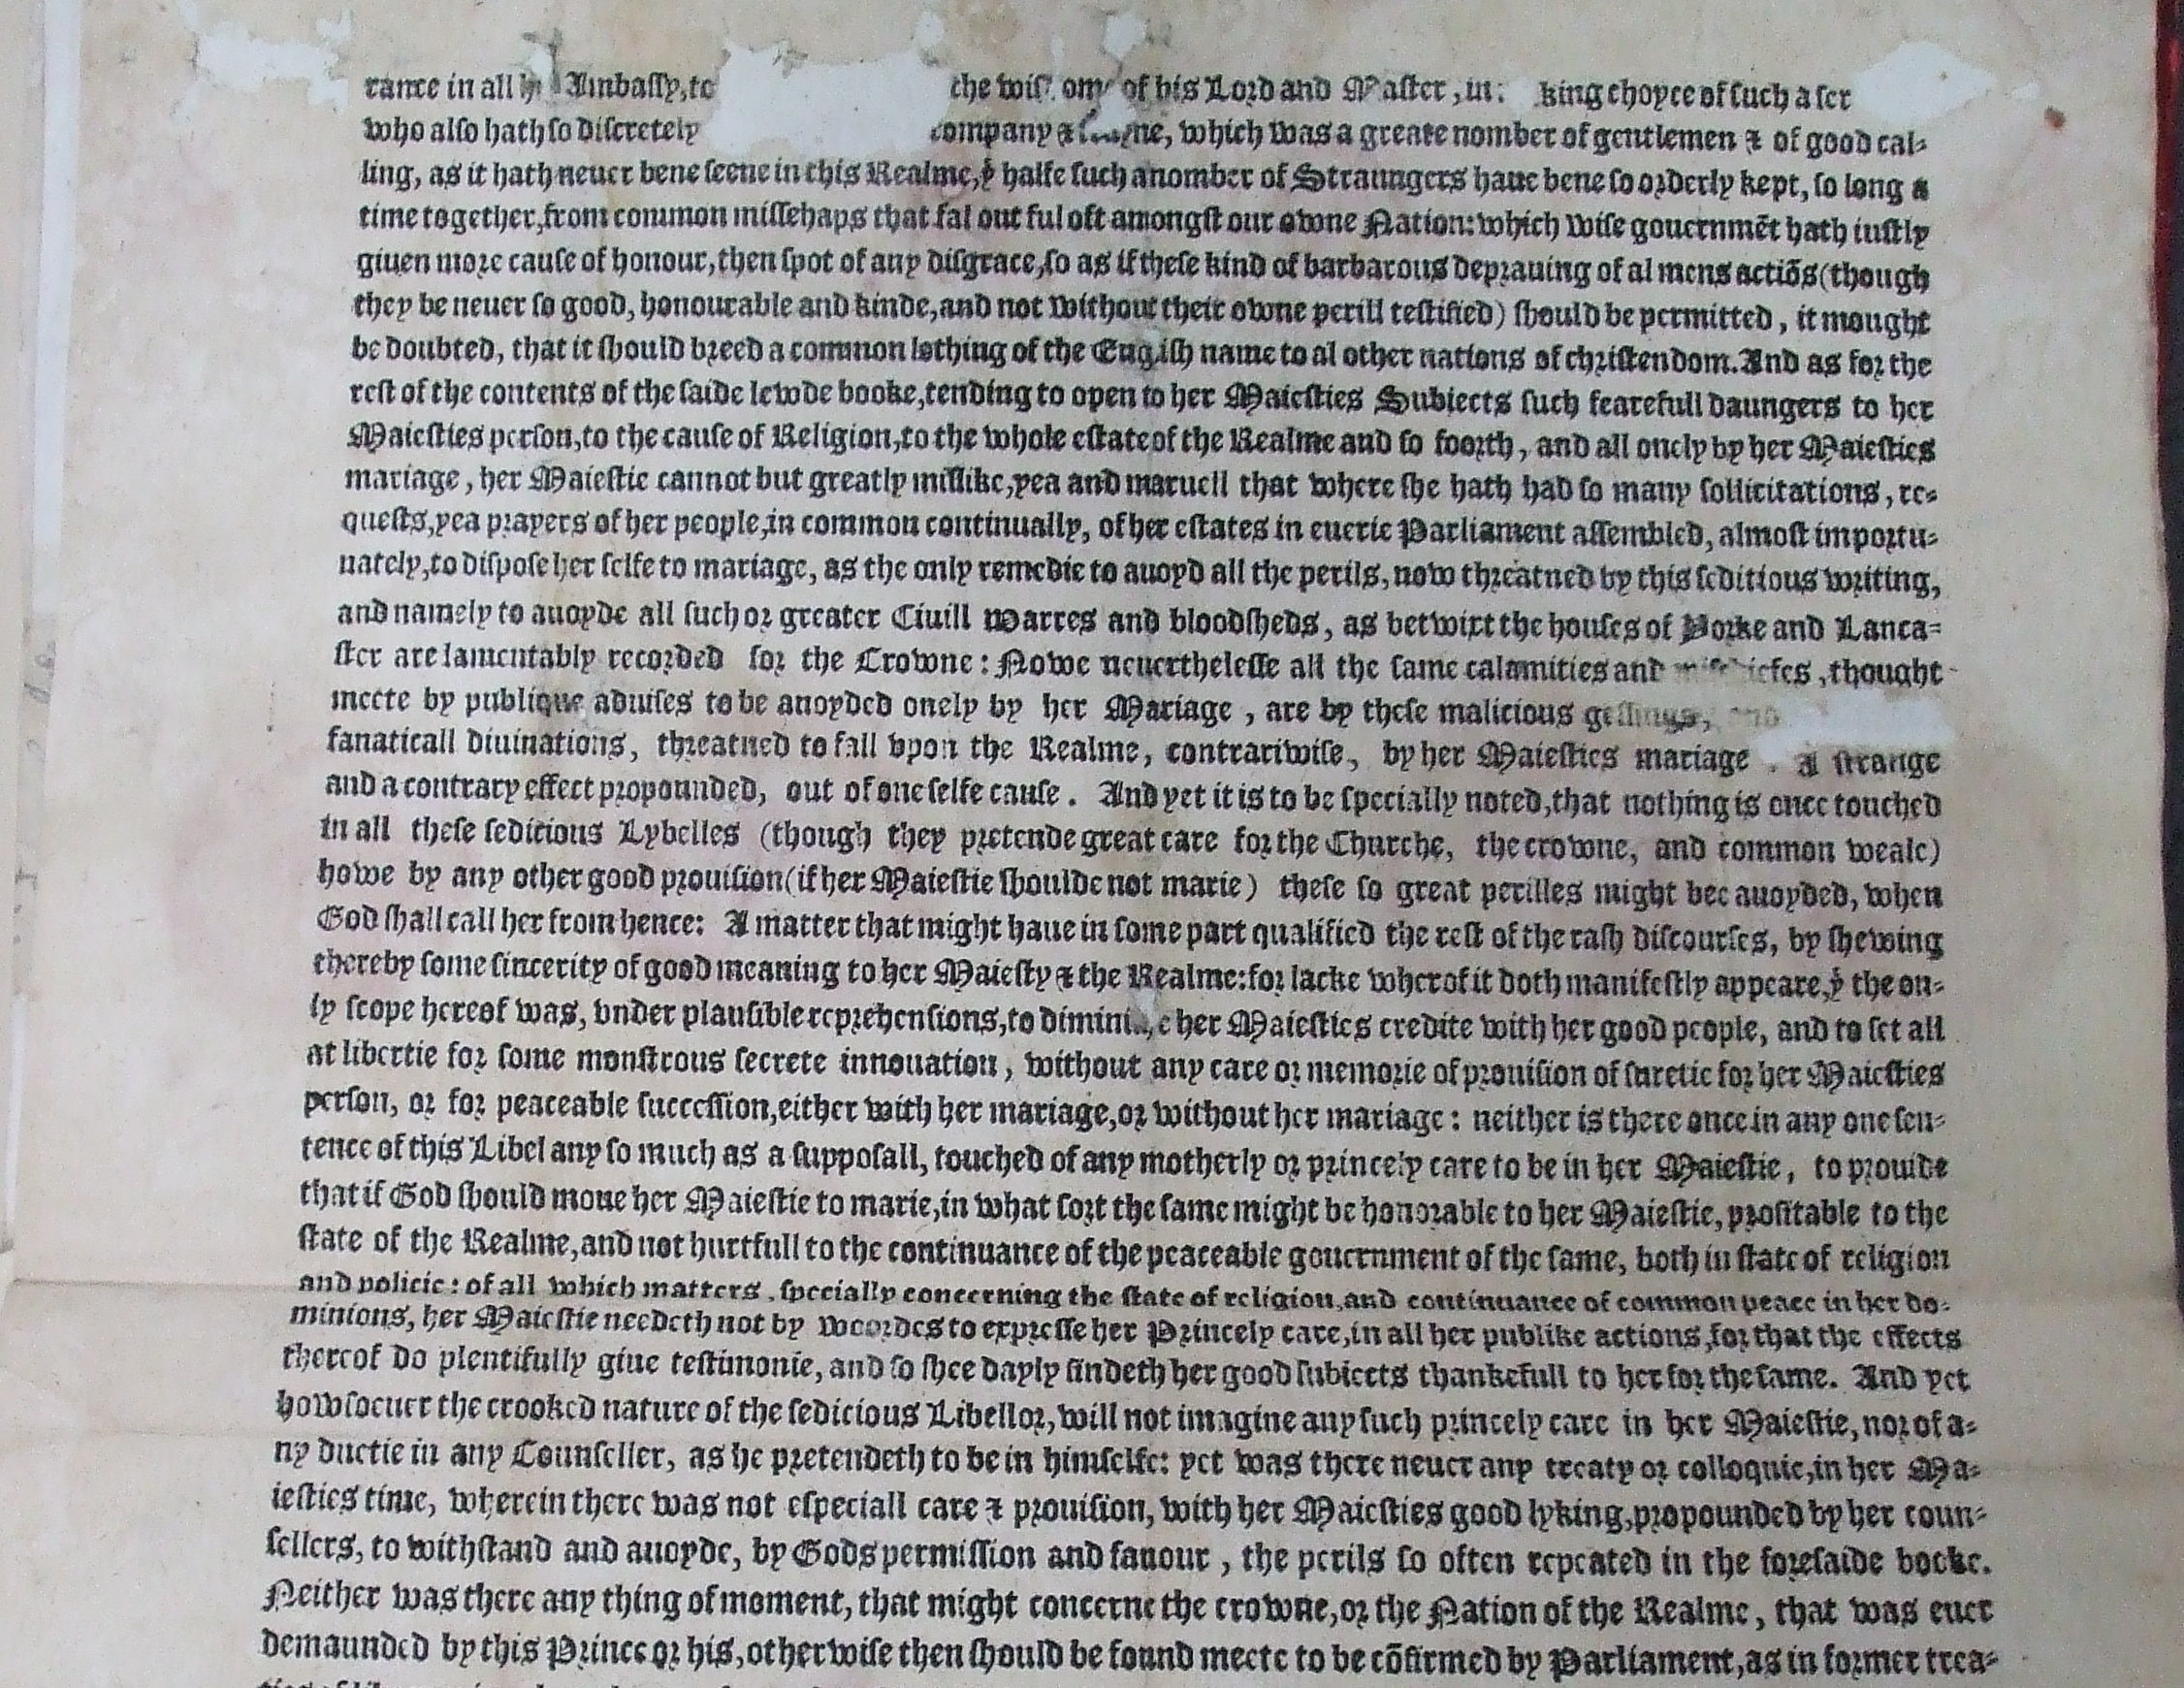 rance in all Ambassy, to the of his Lord and Master, in king choyce of such a ser
who also hath so discretely company & , which was a greate nomber of gentlemen & of good cal=
ling, as it hath neuer bene seene in this Realme, yͭ halfe such a nomber of Straungers haue bene so orderly kept, so long a
time together, from common missehaps that fal out ful oft amongst our owne Nation: which wise gouernmēt hath iustly
giuen more cause of honour, then spot of any disgrace, so as if these kind of barbarous deprauing of al mens actiōs (though
they be neuer so good, honourable and kinde, and not without their owne perill testified) should be permitted, it mought
be doubted, that it should breed a common lothing of the English name to al other nations of christendom. And as for the
rest of the contents of the saide lewde booke, tending to open to her Maiesties Subiects such fearefull daungers to her
Maiesties person, to the cause of Religion, to the whole estate of the Realme and so foorth, and all onely by her Maiesties
mariage, her Maiestie cannot but greatly mislike, yea and maruell that where she hath had so many sollicitations, re=
quests, yea prayers of her people, in common continually, of her estates in euerie Parliament assembled, almost importu=
nately, to dispose her selfe to mariage, as the only remedie to auoyd all the perils, now threatned by this seditious writing,
and namely to auoyde all such or greater Ciuill warres and bloodsheds, as betwixt the houses of Yorke and Lanca=
ster are lamentably recorded for the Crowne: Nowe neuerthelesse all the same calamities and mischiefes, thought
meete by publique aduises to be auoyded onely by her Mariage, are by these malicious gessings, and
fanaticall diuinations, threatned to fall vpon the Realme, contrariwise, by her Maiesties mariage. A strange
and a contrary effect propounded, out of one selfe cause. And yet it is to be specially noted, that nothing is once touched
in all these sedicious Lybelles (though they pretende great care for the Churche, the crowne, and common weale)
howe by any other good prouision (if her Maiestie shoulde not marie) these so great perilles might bee auoyded, when
God shall call her from hence: A matter that might haue in some part qualified the rest of the rash discourses, by shewing
thereby some sincerity of good meaning to her Maiesty & the Realme: for lacke wherof it doth manifestly appeare, yͭ the on=
ly scope hereof was, vnder plausible reprehensions, to diminishe her Maiesties credite with her good people, and to set all
at libertie for some monstrous secrete innouation, without any care or memorie of prouision of suretie for her Maiesties
person, or for peaceable succession, either with her mariage, or without her mariage: neither is there once in any one sen=
tence of this Libel any so much as a supposall, touched of any motherly or princely care to be in her Maiestie, to prouide
that if God should moue her Maiestie to marie, in what sort the same might be honorable to her Maiestie, profitable to the
state of the Realme, and not hurtfull to the continuance of the peaceable gouernment of the same, both in state of religion
and policie: of all which matters, specially concerning the state of religion, and continuance of common peace in her do=
minions, her Maiestie needeth not by woordes to expresse her Princely care, in all her publike actions, for that the effects
thereof do plentifully giue testimonie, and so shee dayly findeth her good subiects thankefull to her for the same. And yet
howsoeuer the crooked nature of the sedicious Libellor, will not imagine any such princely care in her Maiestie, nor of a=
ny duetie in any Counseller, as he pretendeth to be in himselfe: yet was there neuer any treaty or colloquie, in her Ma=
iesties time, wherein there was not especiall care & prouision, with her Maiesties good lyking, propounded by her coun=
sellers, to withstand and auoyde, by Gods permission and fauour, the perils so often repeated in the foresaide booke.
Neither was there any thing of moment, that might concerne the crowne, or the Nation of the Realme, that was euer
demaunded by this Prince or his, otherwise then should be found meete to be cōfirmed by Parliament, as in former trea=